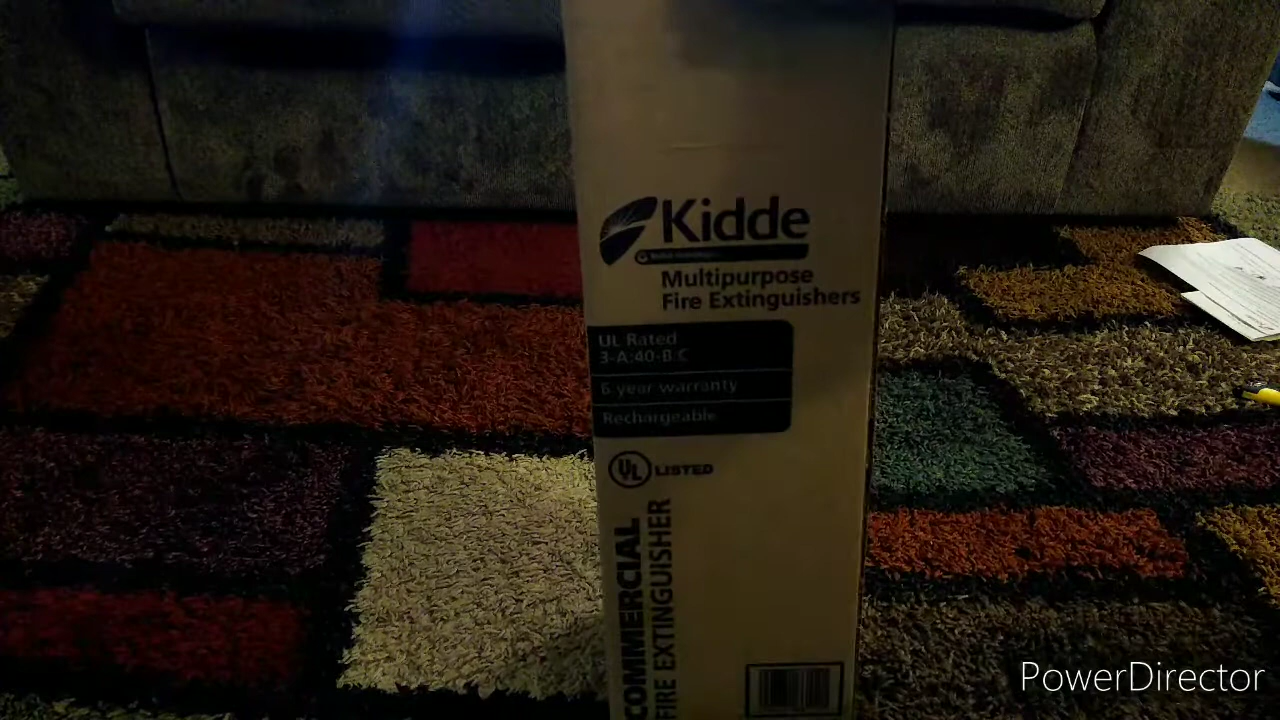 Kidde
Multipurpose
Fire Extinguishers
UL Rated
3-A:40-B:C
6 year warranty
Rechargeable
UL LISTED
COMMERCIAL
FIRE EXTINGUISHER
PowerDirector